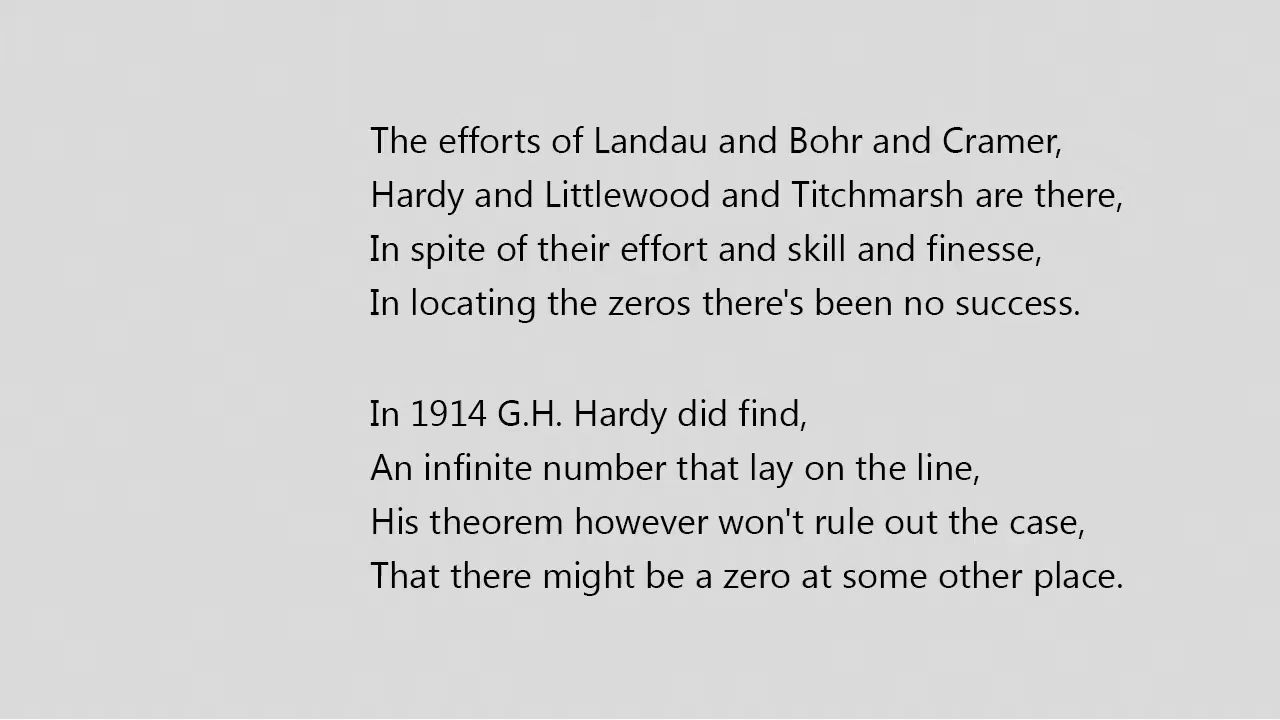 The efforts of Landau and Bohr and Cramer,
Hardy and Littlewood and Titchmarsh are there,
In spite of their effort and skill and finesse,
In locating the zeros there's been no success.
In 1914 G.H. Hardy did find,
An infinite number that lay on the line,
His theorem however won't rule out the case,
That there might be a zero at some other place.